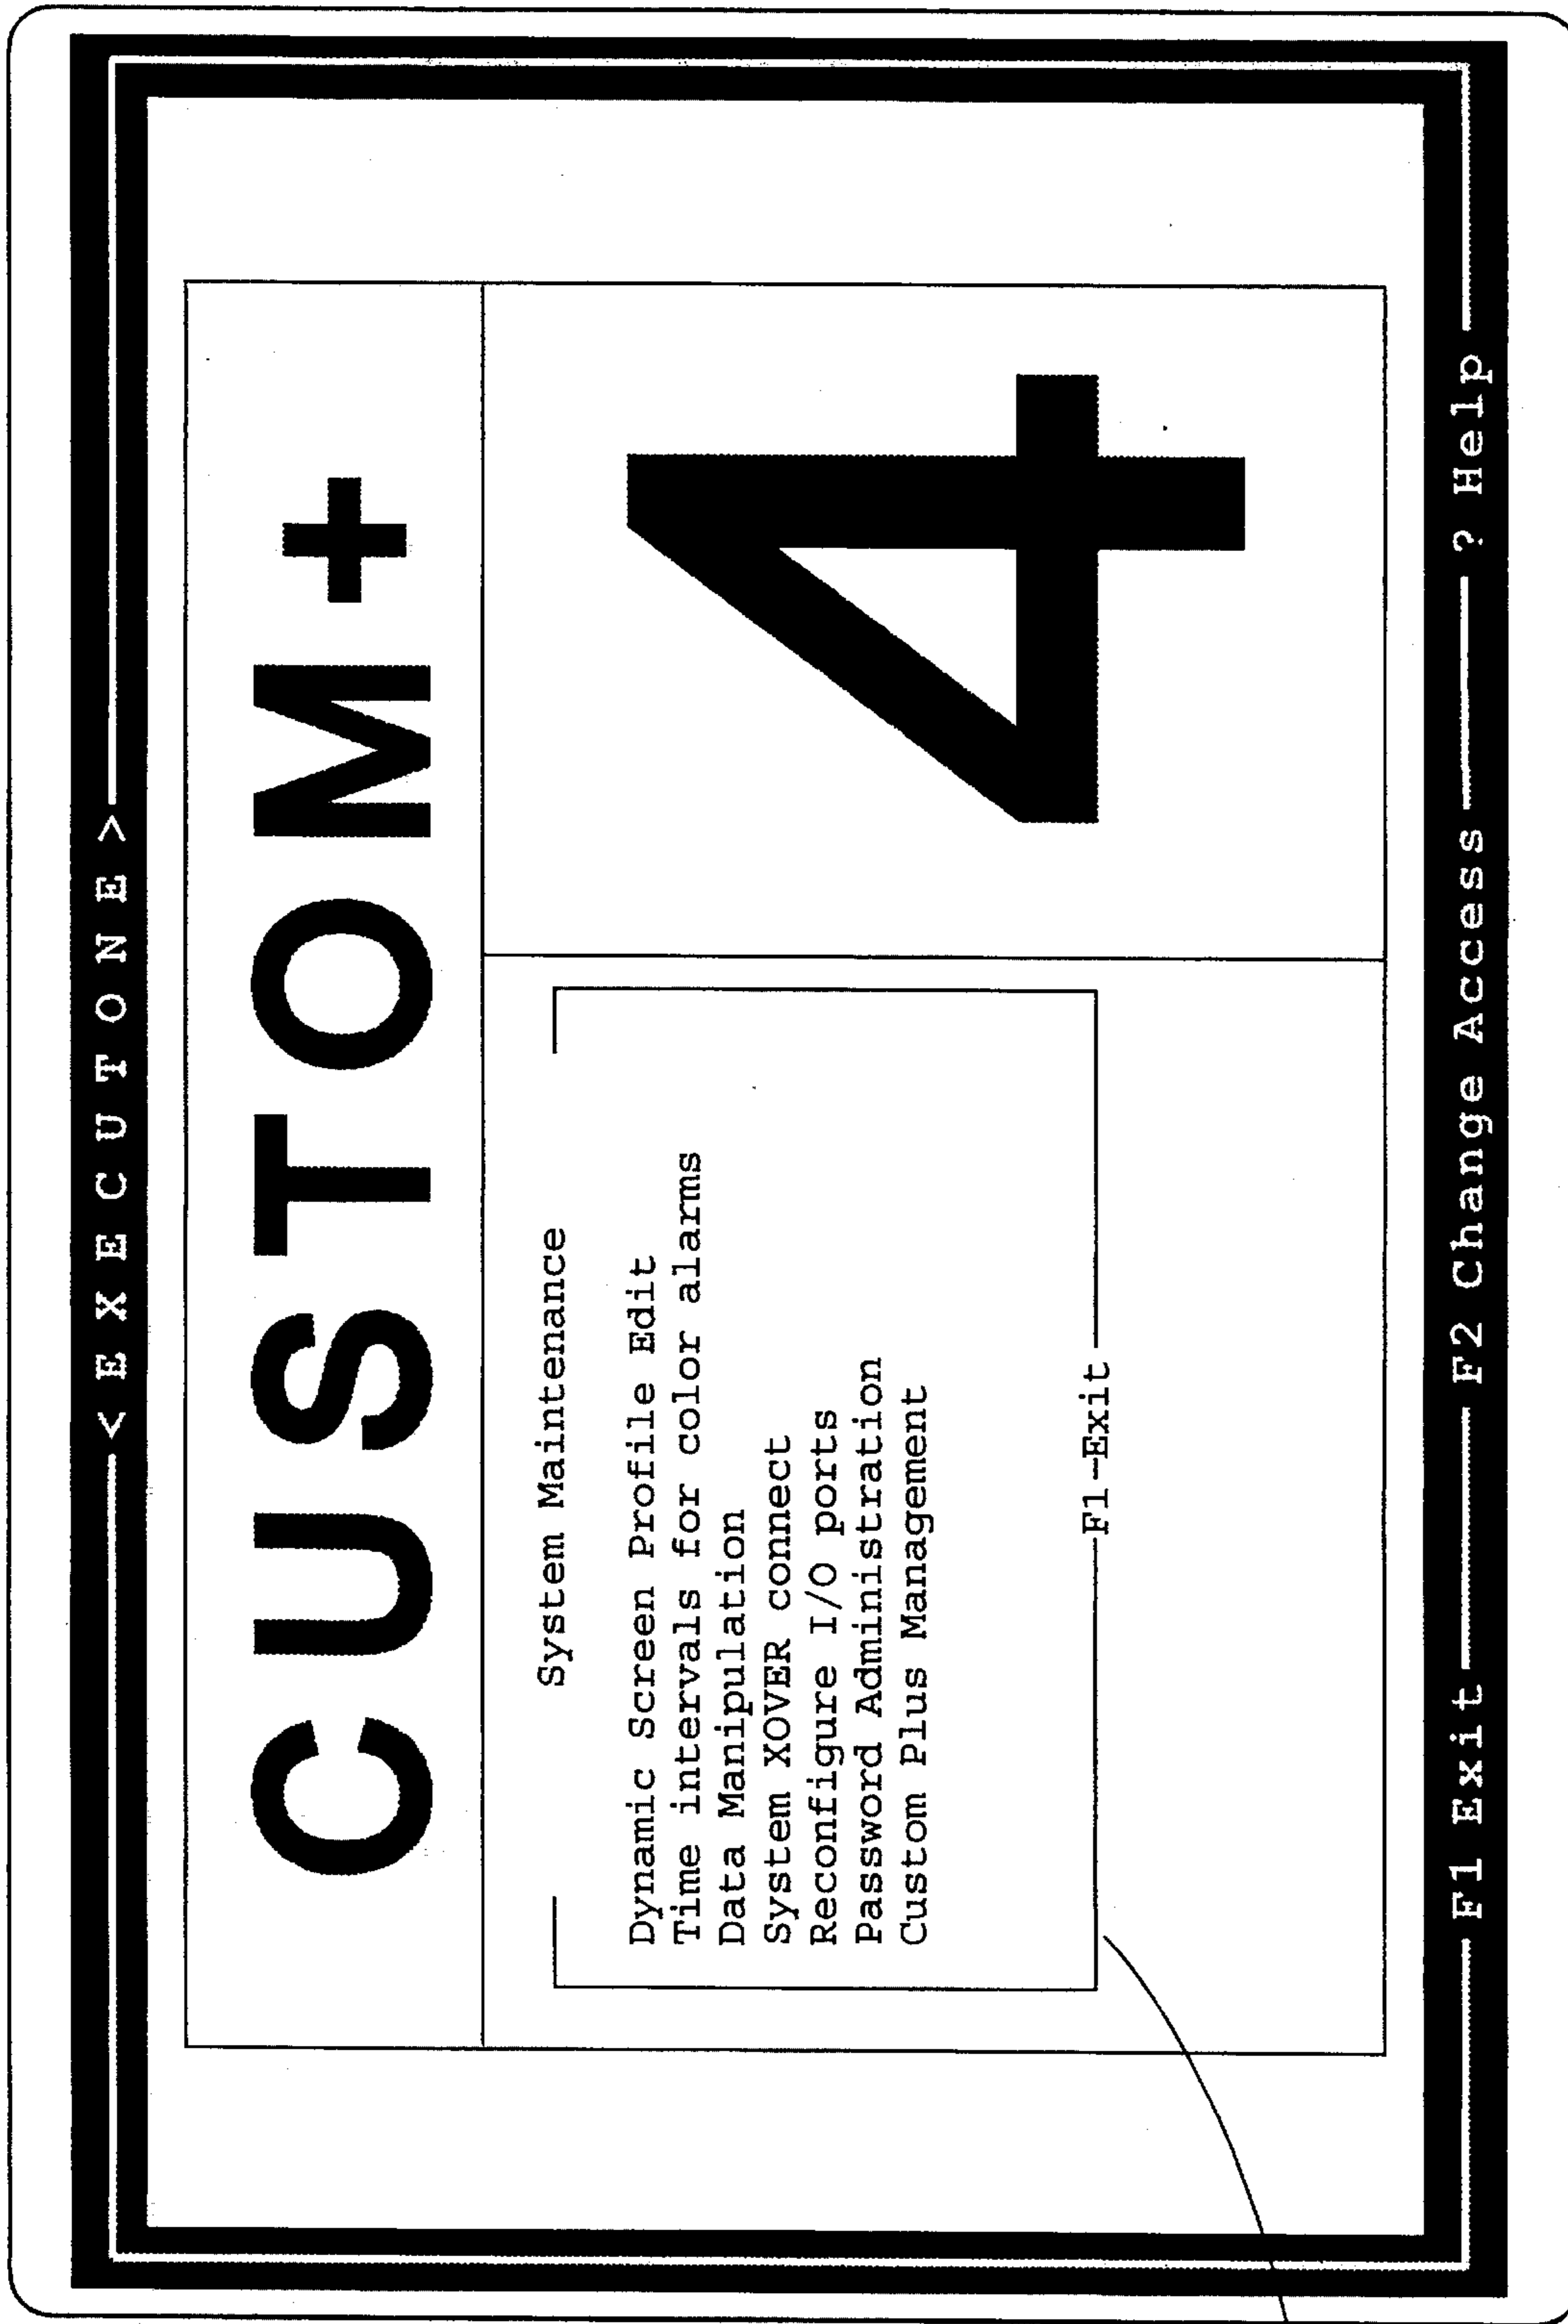 < E X E C U T O N E >
CUSTOM+
System Maintenance
Dynamic Screen Profile Edit
Time intervals for color alarms
Data Manipulation
System XOVER connect
Reconfigure I/O ports
Password Administration
Custom Plus Management
F1-Exit
4
F1 Exit F2 Change Access ? Help